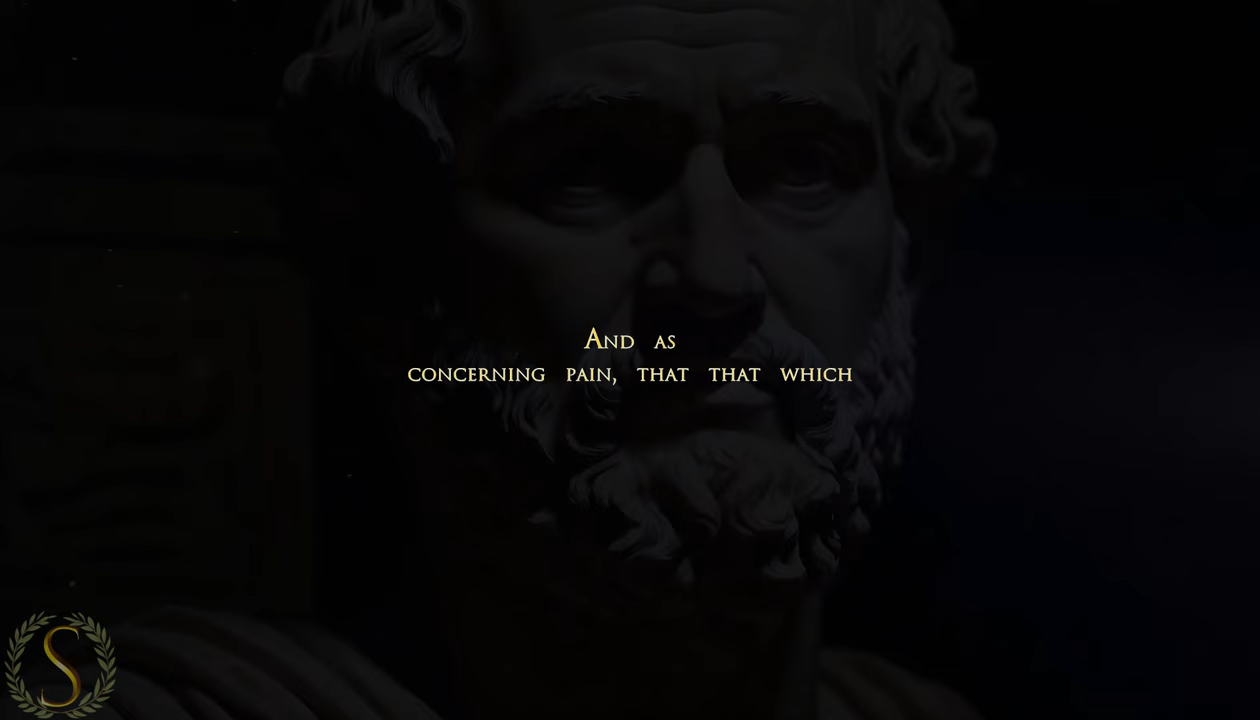 And as
concerning pain, that that which
S